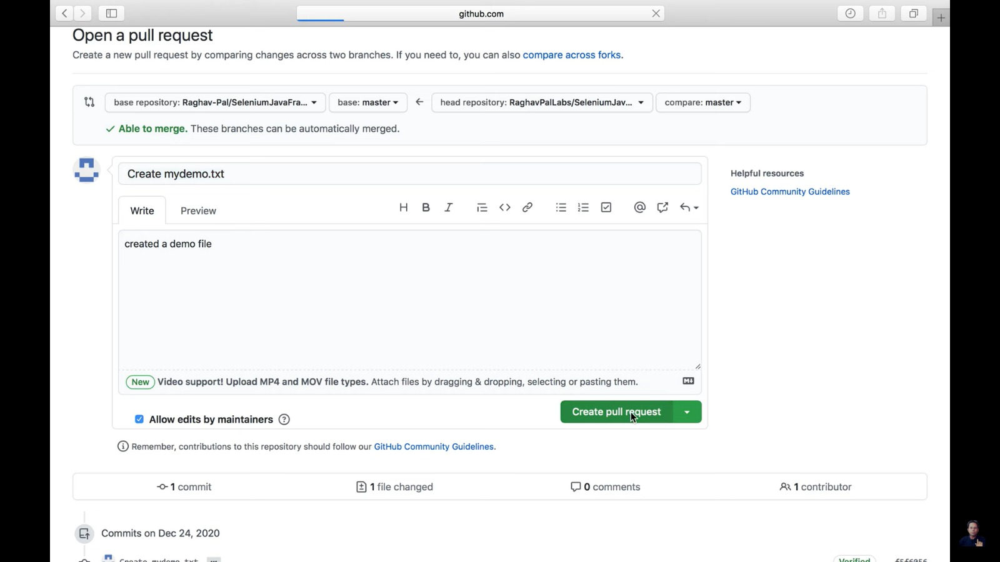 github.com
Open a pull request
Create a new pull request by comparing changes across two branches. If you need to, you can also compare across forks.
base repository: Raghav-Pal/SeleniumJavaFra... base: master head repository: RaghavPalLabs/SeleniumJav... compare: master
Able to merge. These branches can be automatically merged.
Create mydemo.txt
Helpful resources
GitHub Community Guidelines
Write Preview
created a demo file
New Video support! Upload MP4 and MOV file types. Attach files by dragging & dropping, selecting or pasting them.
Create pull request
Allow edits by maintainers
Remember, contributions to this repository should follow our GitHub Community Guidelines.
1 commit 1 file changed 0 comments 1 contributor
Commits on Dec 24, 2020
Create mydemo.txt Verified f5f6056